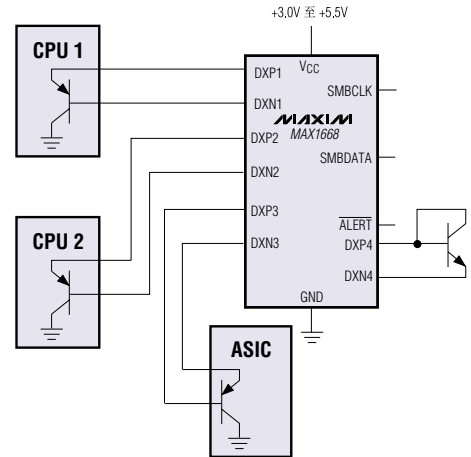 +3.0V 至 +5.5V
CPU 1
VCC
DXP1
SMBCLK
DXN1
MAXIM
MAX1668
DXP2
SMBDATA
DXN2
CPU 2
DXP3
ALERT
DXN3
DXP4
DXN4
GND
ASIC